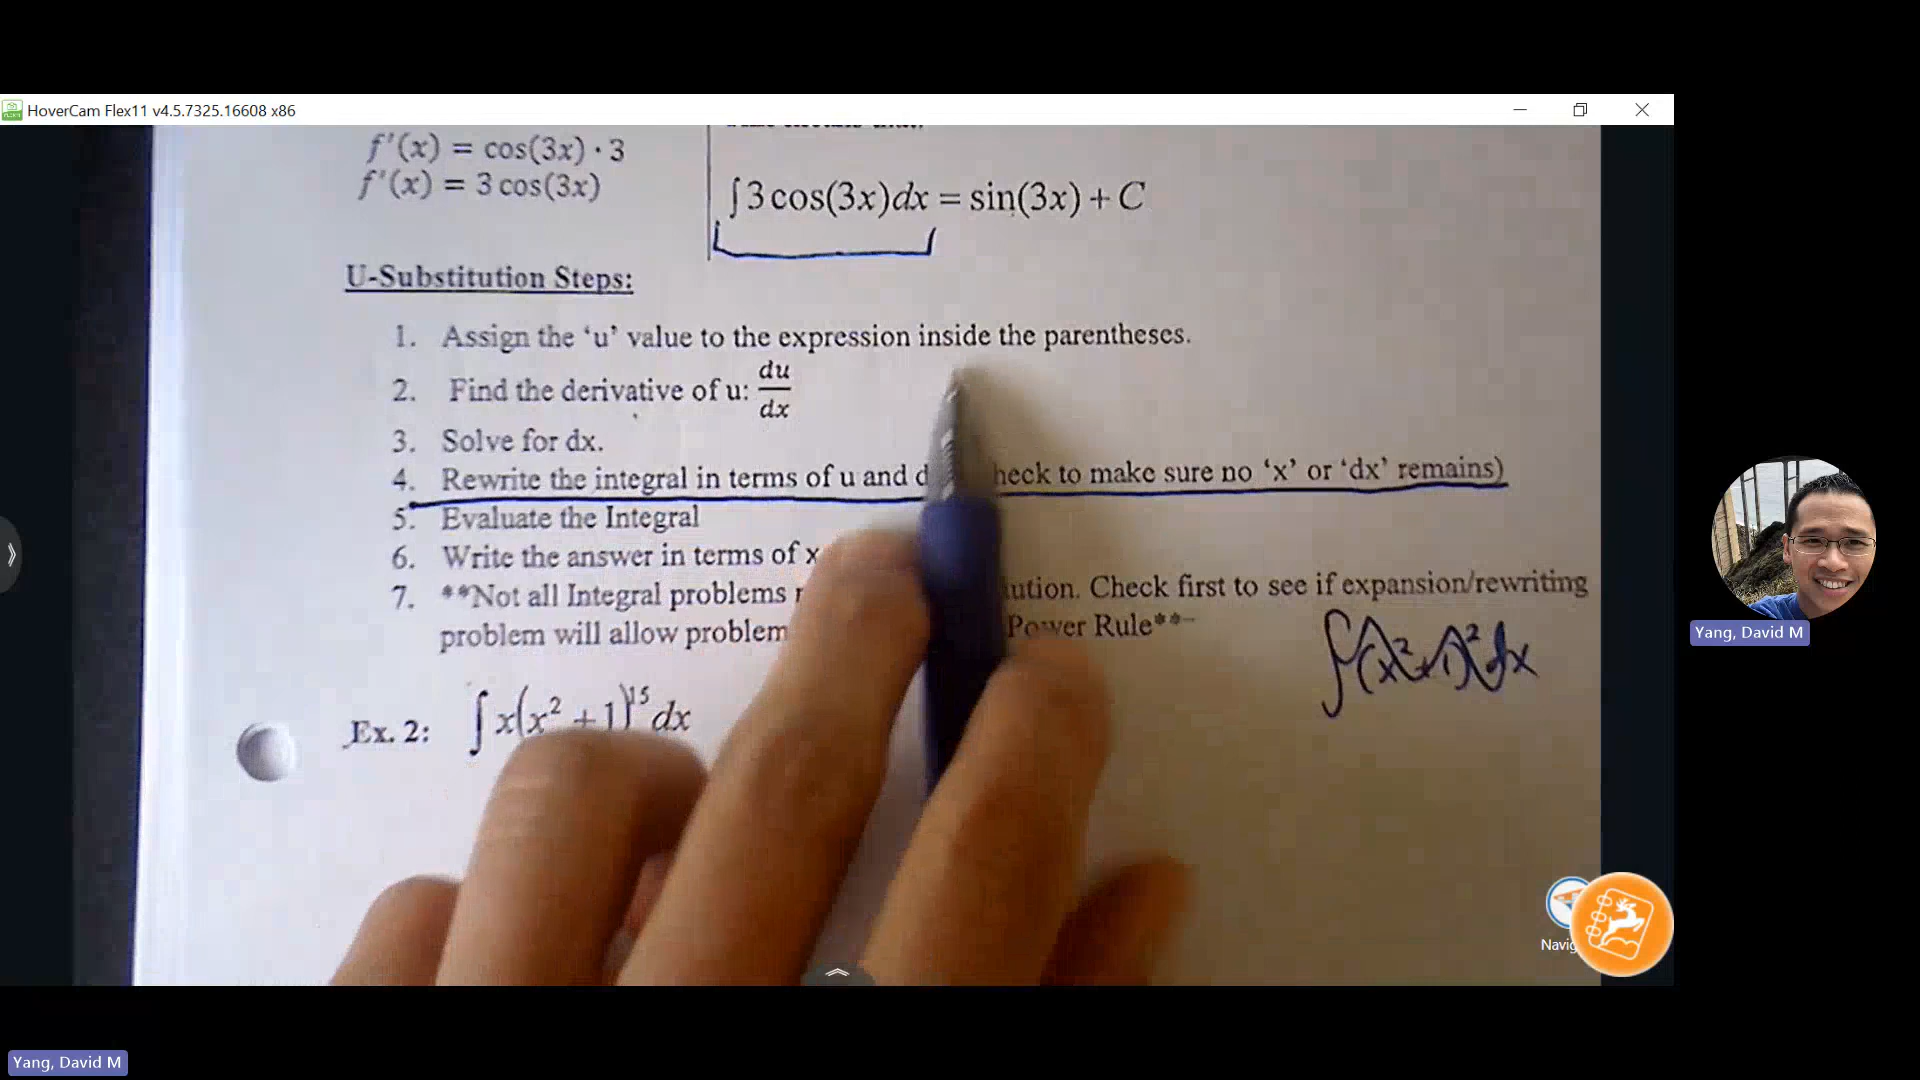 HoverCam Flex11 v4.5.7325.16608 x86
f'(x) = cos(3x) · 3
f'(x) = 3 cos(3x)
∫3cos(3x)dx = sin(3x) + C
U-Substitution Steps:
1. Assign the ‘u’ value to the expression inside the parentheses.
2. Find the derivative of u: du/dx
3. Solve for dx.
4. Rewrite the integral in terms of u and to make sure no ‘x’ or ‘dx’ remains)
5. Evaluate the Integral
6. Write the answer in terms of x
7. **Not all Integral problems Check first to see if expansion/rewriting
problem will allow problem Power Rule**
∫(x²+1)²dx
Ex. 2: ∫x(x² + 1)¹⁵ dx
Yang, David M
Yang, David M